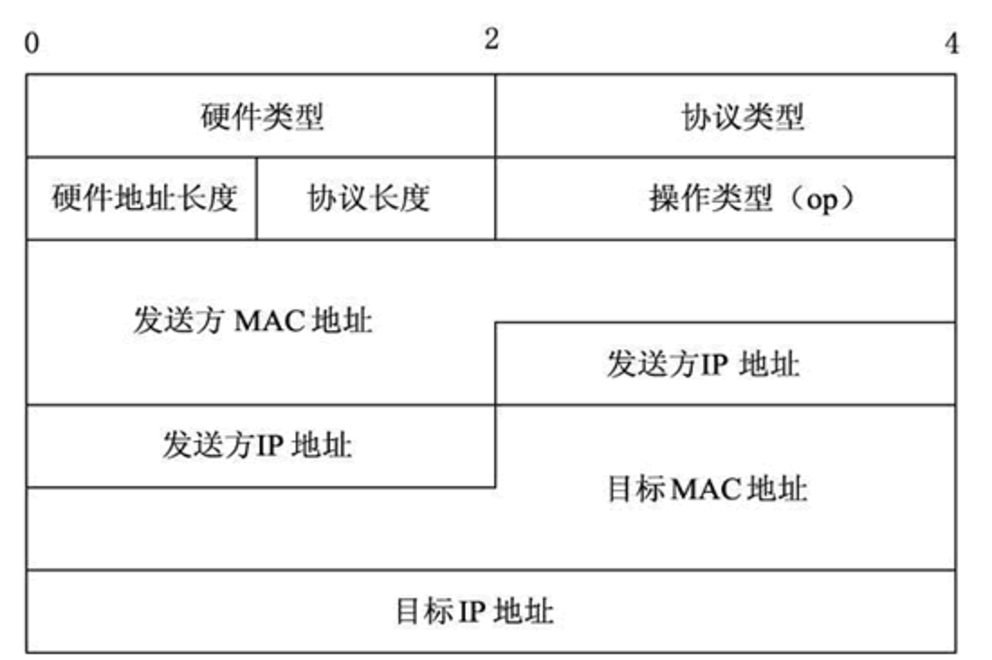 0 2 4
硬件类型 协议类型
硬件地址长度 协议长度 操作类型（op）
发送方 MAC 地址
发送方IP 地址
发送方IP 地址
目标MAC 地址
目标IP 地址